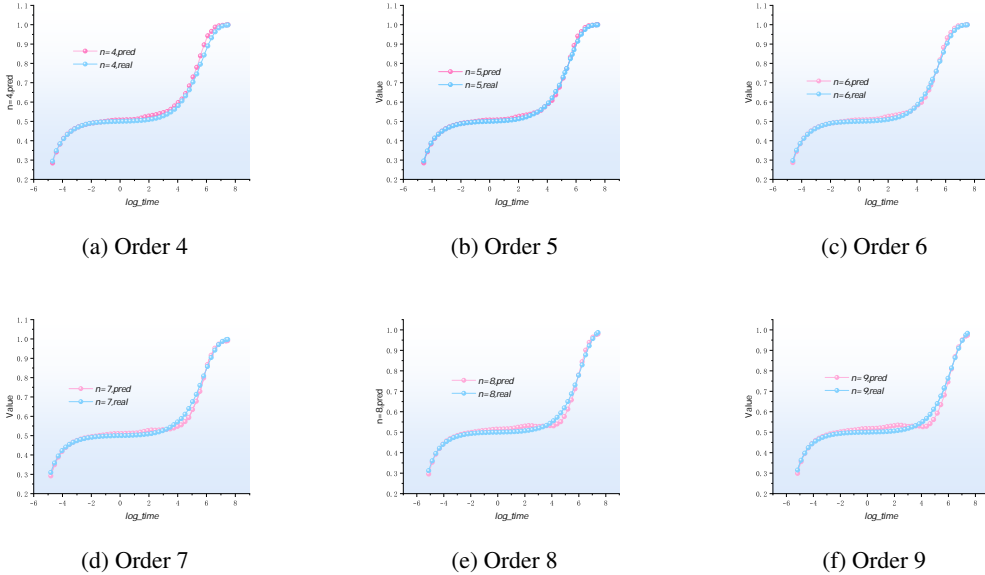 1.1
1.0
0.9
0.8
0.7
0.6
0.5
0.4
0.3
0.2
n=4,pred
n=4,pred
n=4,real
-6 -4 -2 0 2 4 6 8
log_time
(a) Order 4
1.1
1.0
0.9
0.8
0.7
0.6
0.5
0.4
0.3
0.2
Value
n=5,pred
n=5,real
-6 -4 -2 0 2 4 6 8
log_time
(b) Order 5
1.1
1.0
0.9
0.8
0.7
0.6
0.5
0.4
0.3
0.2
Value
n=6,pred
n=6,real
-6 -4 -2 0 2 4 6 8
log_time
(c) Order 6
1.1
1.0
0.9
0.8
0.7
0.6
0.5
0.4
0.3
0.2
Value
n=7,pred
n=7,real
-6 -4 -2 0 2 4 6 8
log_time
(d) Order 7
1.0
0.9
0.8
0.7
0.6
0.5
0.4
0.3
0.2
n=8,pred
n=8,pred
n=8,real
-6 -4 -2 0 2 4 6 8
log_time
(e) Order 8
1.0
0.9
0.8
0.7
0.6
0.5
0.4
0.3
0.2
Value
n=9,pred
n=9,real
-6 -4 -2 0 2 4 6 8
log_time
(f) Order 9